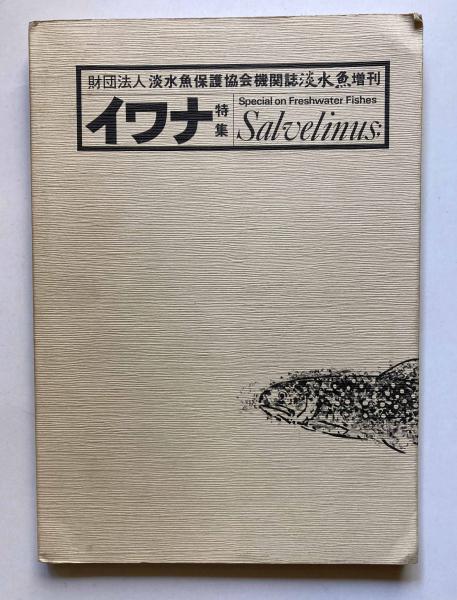 財団法人淡水魚保護協会機関誌淡水魚増刊
イワナ特集
Special on Freshwater Fishes
Salvelinus;